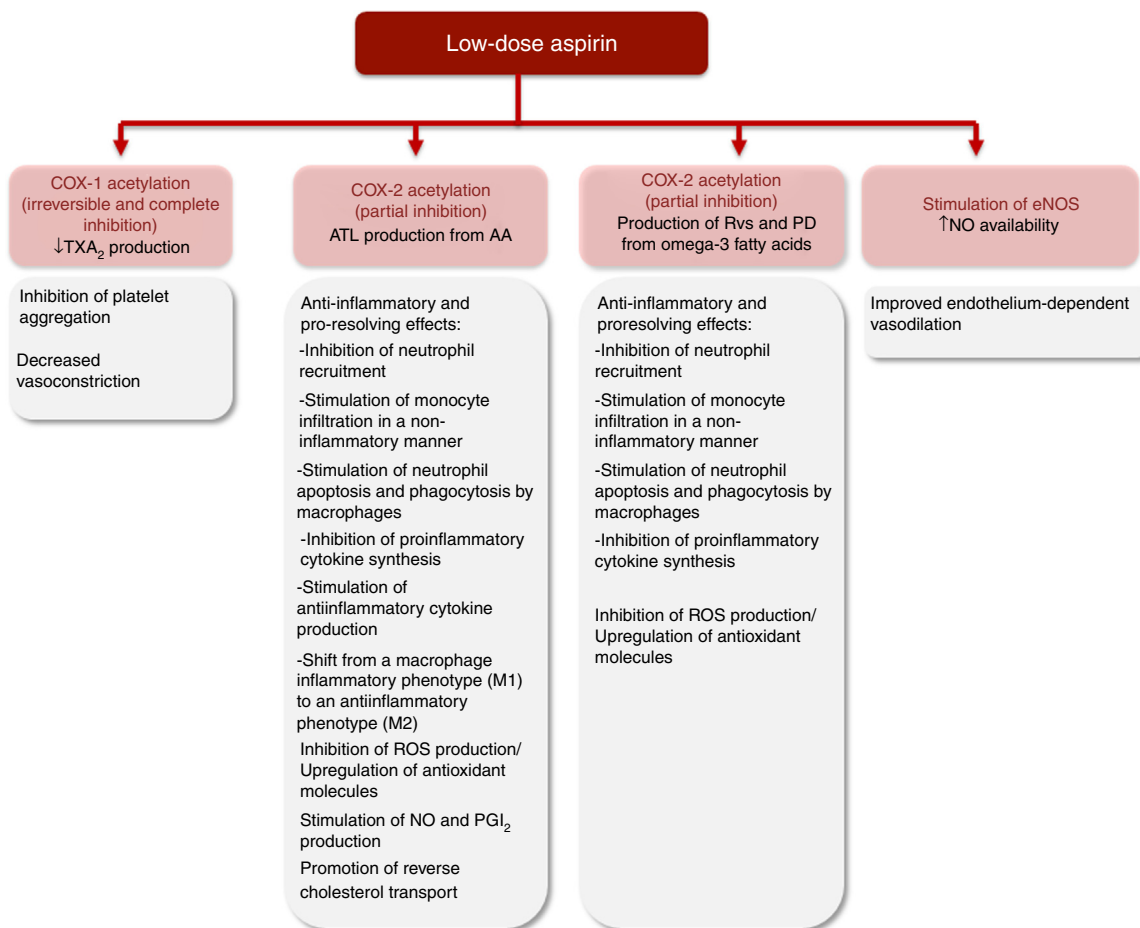 Low-dose aspirin
COX-1 acetylation
(irreversible and complete
inhibition)
↓TXA₂ production
Inhibition of platelet
aggregation
Decreased
vasoconstriction
COX-2 acetylation
(partial inhibition)
ATL production from AA
Anti-inflammatory and
pro-resolving effects:
-Inhibition of neutrophil
recruitment
-Stimulation of monocyte
infiltration in a non-
inflammatory manner
-Stimulation of neutrophil
apoptosis and phagocytosis by
macrophages
-Inhibition of proinflammatory
cytokine synthesis
-Stimulation of
antiinflammatory cytokine
production
-Shift from a macrophage
inflammatory phenotype (M1)
to an antiinflammatory
phenotype (M2)
Inhibition of ROS production/
Upregulation of antioxidant
molecules
Stimulation of NO and PGI₂
production
Promotion of reverse
cholesterol transport
COX-2 acetylation
(partial inhibition)
Production of Rvs and PD
from omega-3 fatty acids
Anti-inflammatory and
proresolving effects:
-Inhibition of neutrophil
recruitment
-Stimulation of monocyte
infiltration in a non-
inflammatory manner
-Stimulation of neutrophil
apoptosis and phagocytosis by
macrophages
-Inhibition of proinflammatory
cytokine synthesis
Inhibition of ROS production/
Upregulation of antioxidant
molecules
Stimulation of eNOS
↑NO availability
Improved endothelium-dependent
vasodilation